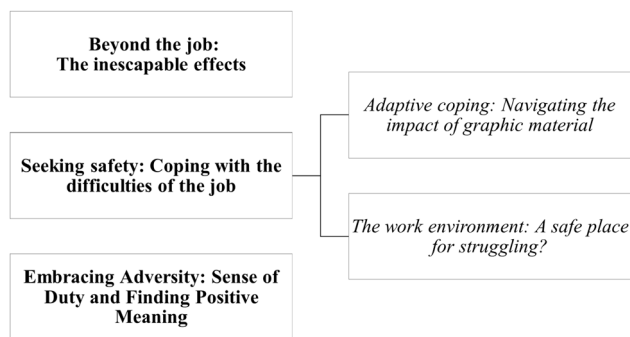 Beyond the job:
The inescapable effects
Seeking safety: Coping with the
difficulties of the job
Embracing Adversity: Sense of
Duty and Finding Positive
Meaning
Adaptive coping: Navigating the
impact of graphic material
The work environment: A safe place
for struggling?